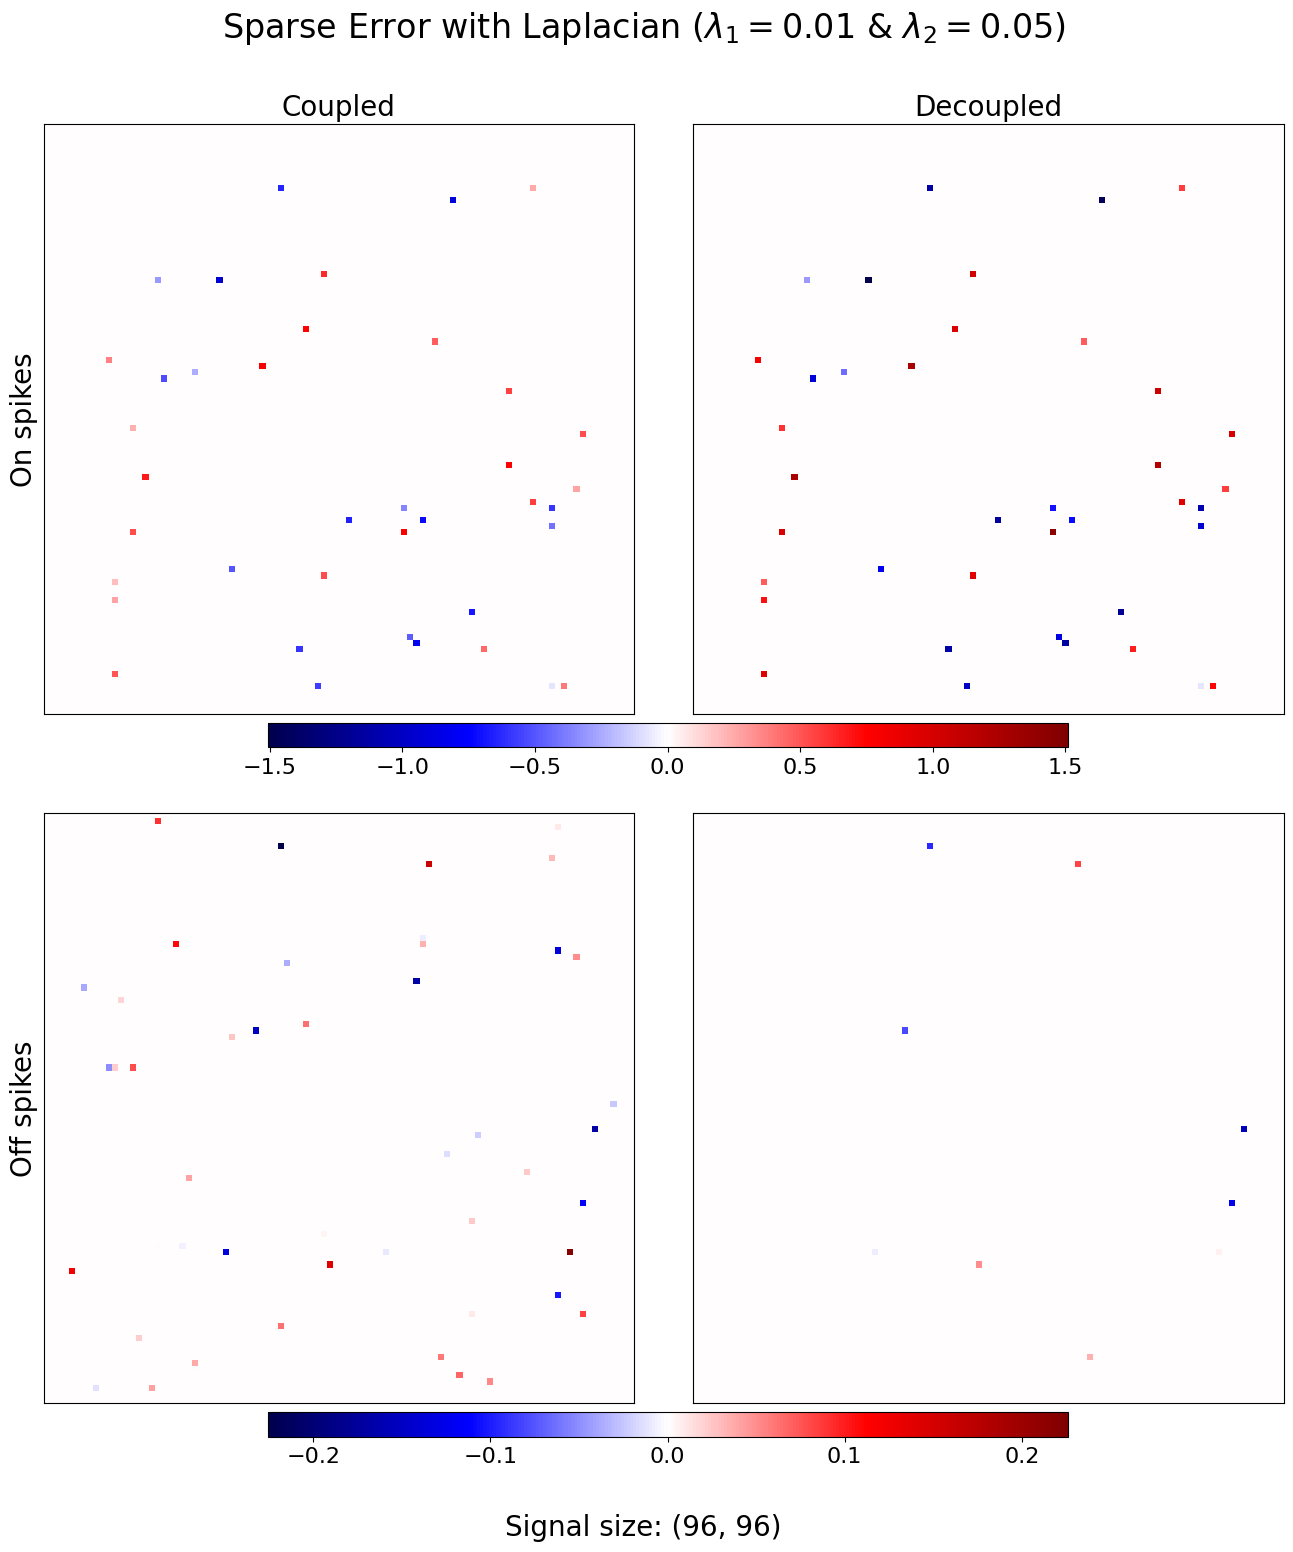 Sparse Error with Laplacian (λ₁ = 0.01 & λ₂ = 0.05)
Coupled
Decoupled
On spikes
−1.5 −1.0 −0.5 0.0 0.5 1.0 1.5
Off spikes
−0.2 −0.1 0.0 0.1 0.2
Signal size: (96, 96)